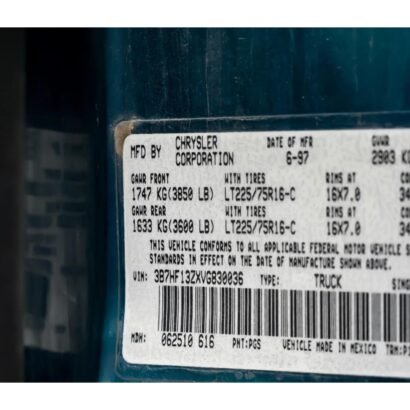 MFD BY CHRYSLER CORPORATION DATE OF MFR 6-97 GVWR 2903 K
GAWR FRONT WITH TIRES RIMS AT
1747 KG(3850 LB) LT225/75R16-C 16X7.0 34
GAWR REAR WITH TIRES RIMS AT
1633 KG(3600 LB) LT225/75R16-C 16X7.0 34
THIS VEHICLE CONFORMS TO ALL APPLICABLE FEDERAL MOTOR VEHICLE S
STANDARDS IN EFFECT ON THE DATE OF MANUFACTURE SHOWN ABOVE.
VIN: 3B7HF13ZXVG830036 TYPE: TRUCK SING
MDH: 062510 616 PNT:PGS VEHICLE MADE IN MEXICO TRM:P